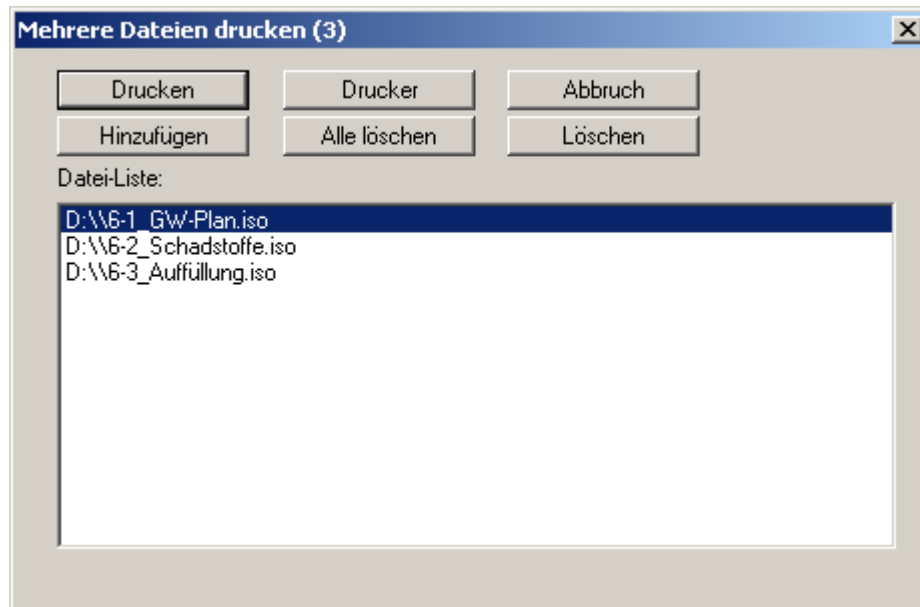 Mehrere Dateien drucken (3)
Drucken Drucker Abbruch
Hinzufügen Alle löschen Löschen
Datei-Liste:
D:\\6-1_GW-Plan.iso
D:\\6-2_Schadstoffe.iso
D:\\6-3_Auffüllung.iso